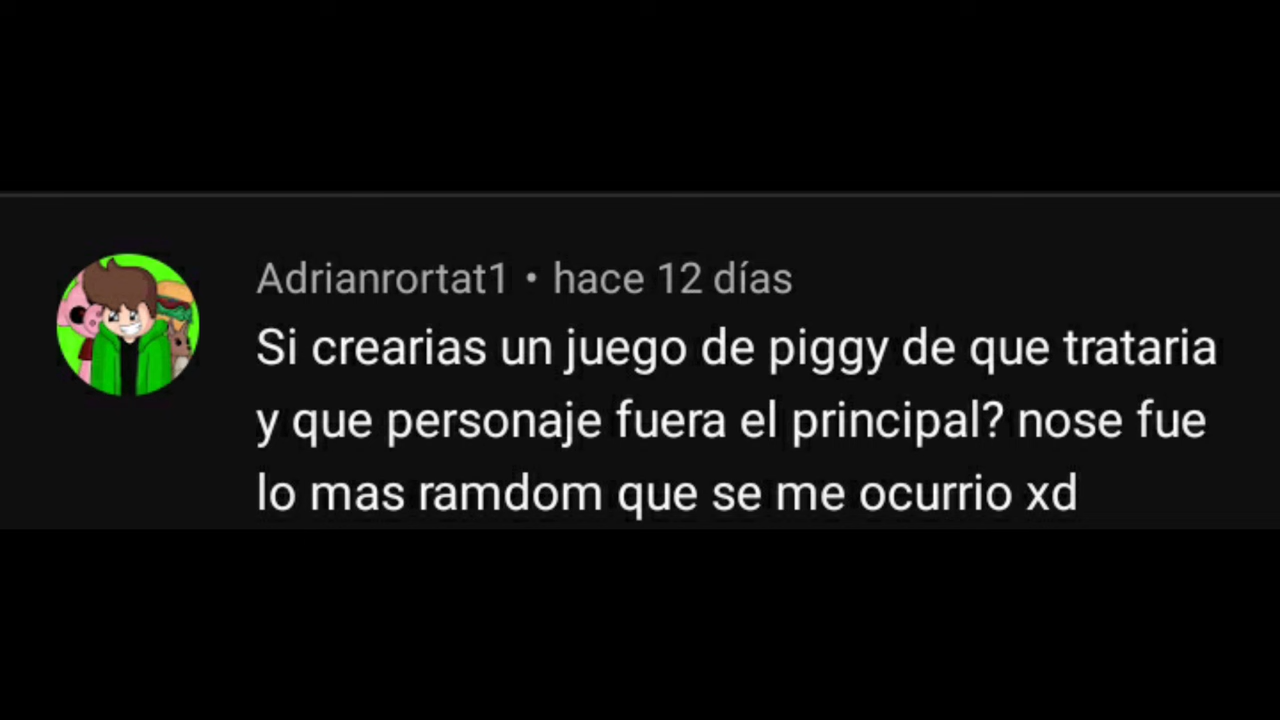 Adrianrortat1 • hace 12 días
Si crearias un juego de piggy de que trataria
y que personaje fuera el principal? nose fue
lo mas ramdom que se me ocurrio xd